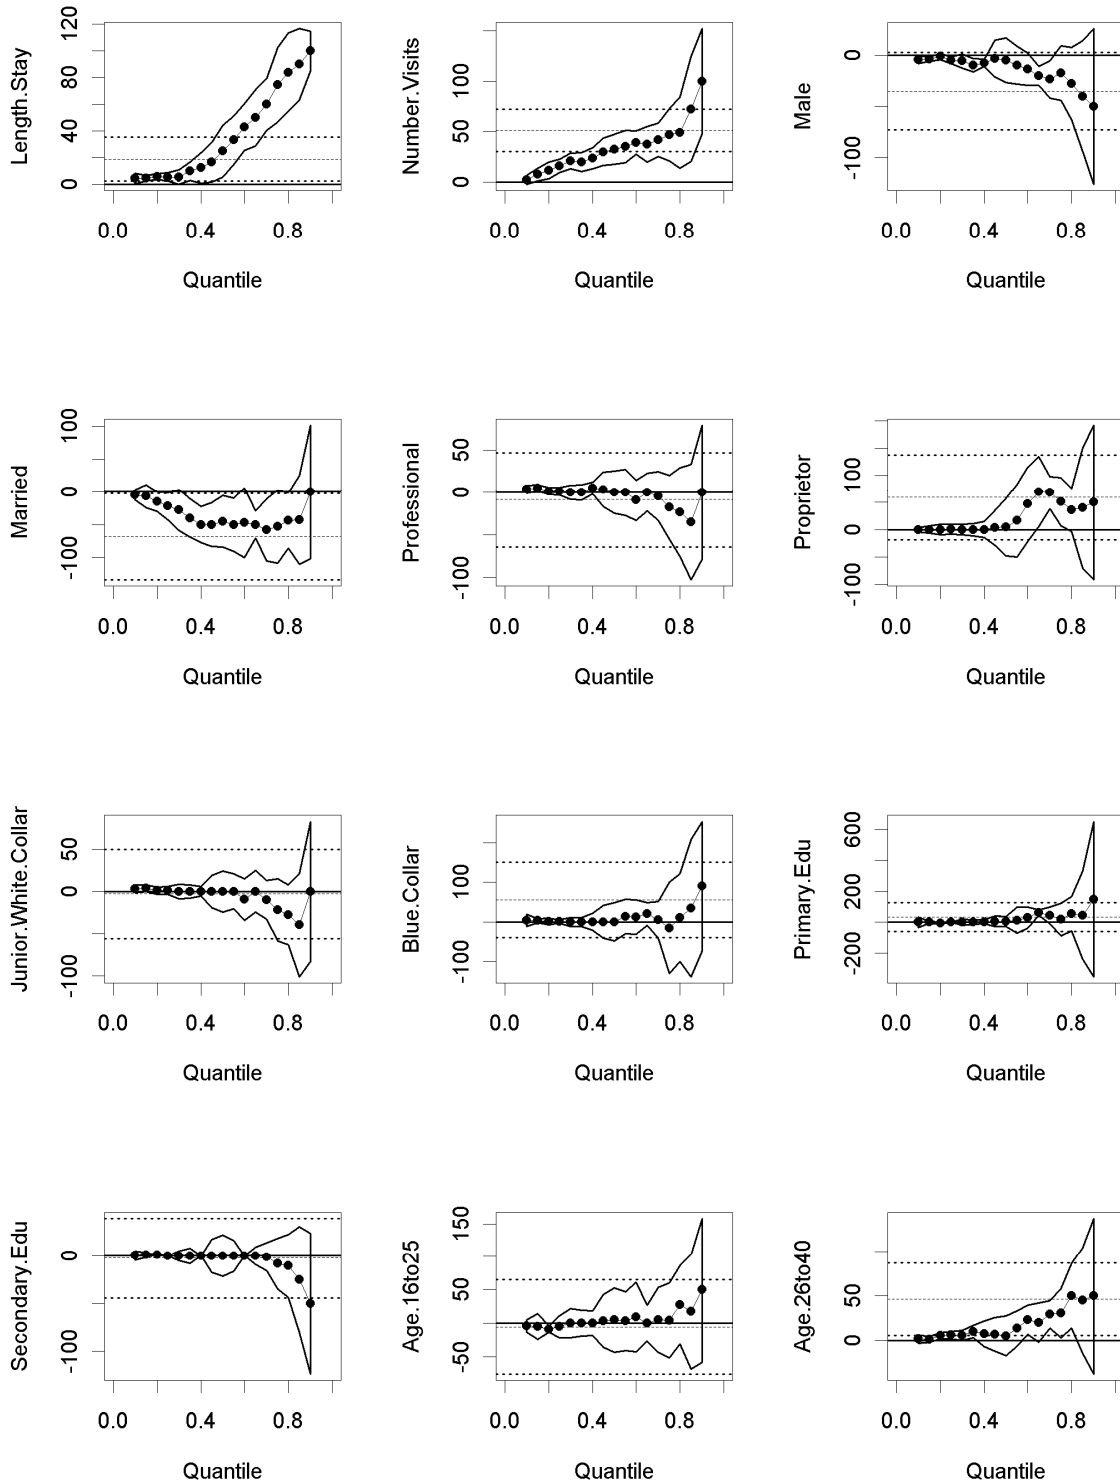 Length.Stay
0 40 80 120
0.0 0.4 0.8
Quantile
Number.Visits
0 50 100
0.0 0.4 0.8
Quantile
Male
-100 0
0.0 0.4 0.8
Quantile
Married
-100 0 100
0.0 0.4 0.8
Quantile
Professional
-100 0 50
0.0 0.4 0.8
Quantile
Proprietor
-100 0 100
0.0 0.4 0.8
Quantile
Junior.White.Collar
-100 0 50
0.0 0.4 0.8
Quantile
Blue.Collar
-100 0 100
0.0 0.4 0.8
Quantile
Primary.Edu
-200 200 600
0.0 0.4 0.8
Quantile
Secondary.Edu
-100 0
0.0 0.4 0.8
Quantile
Age.16to25
-50 50 150
0.0 0.4 0.8
Quantile
Age.26to40
0 50
0.0 0.4 0.8
Quantile